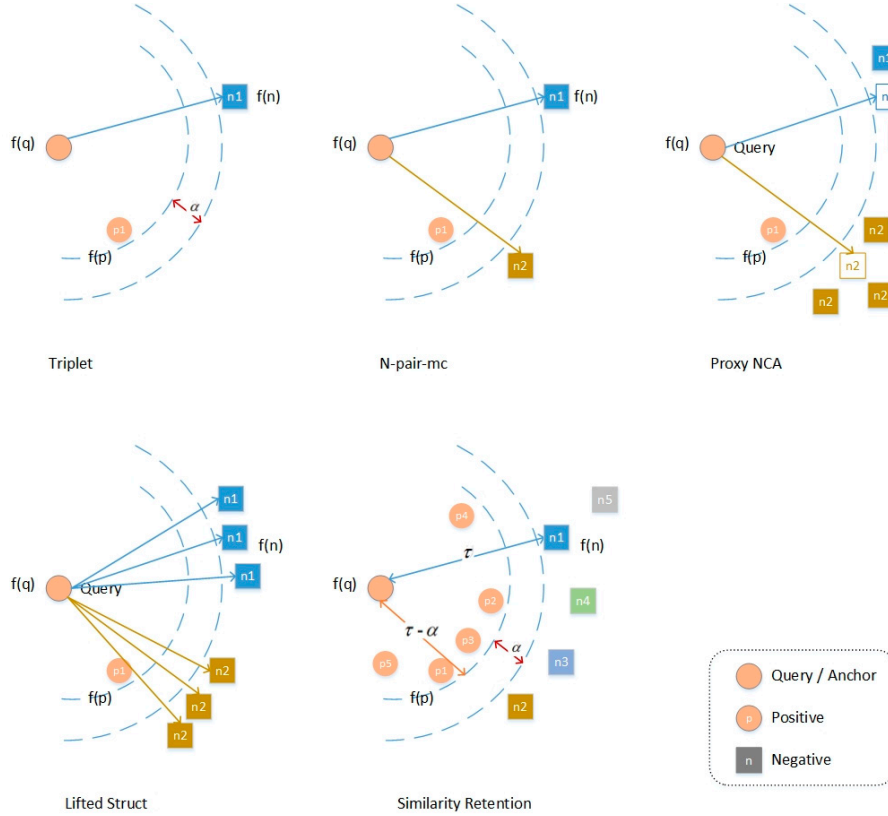 n1
f(n)
f(q)
α
p1
f(p)
Triplet
n1
f(n)
f(q)
p1
f(p)
n2
N-pair-mc
n1
n
f(q)
Query
p1
n2
f(p)
n2
n2
n2
Proxy NCA
n1
n1
f(n)
n1
f(q)
Query
p1
n2
f(p)
n2
n2
Lifted Struct
n5
p4
n1
f(n)
τ
f(q)
p2
n4
τ - α
p3
α
p5
p1
n3
f(p)
n2
Similarity Retention
Query / Anchor
p
Positive
n
Negative